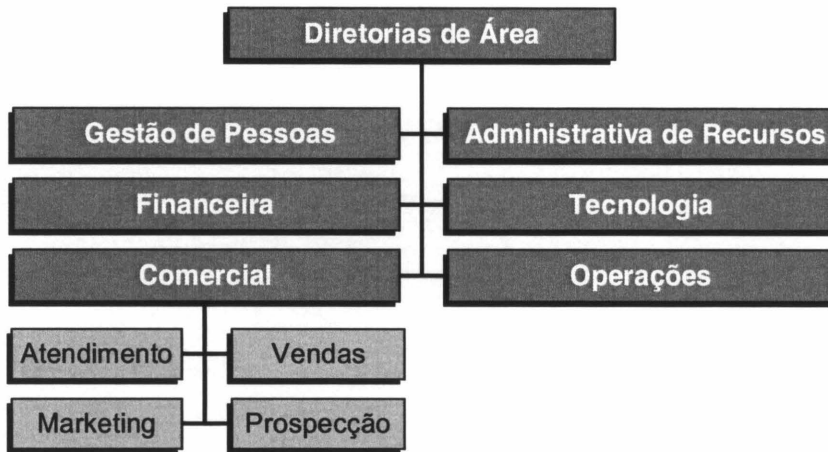 Diretorias de Área
Gestão de Pessoas
Administrativa de Recursos
Financeira
Tecnologia
Comercial
Operações
Atendimento
Vendas
Marketing
Prospecção